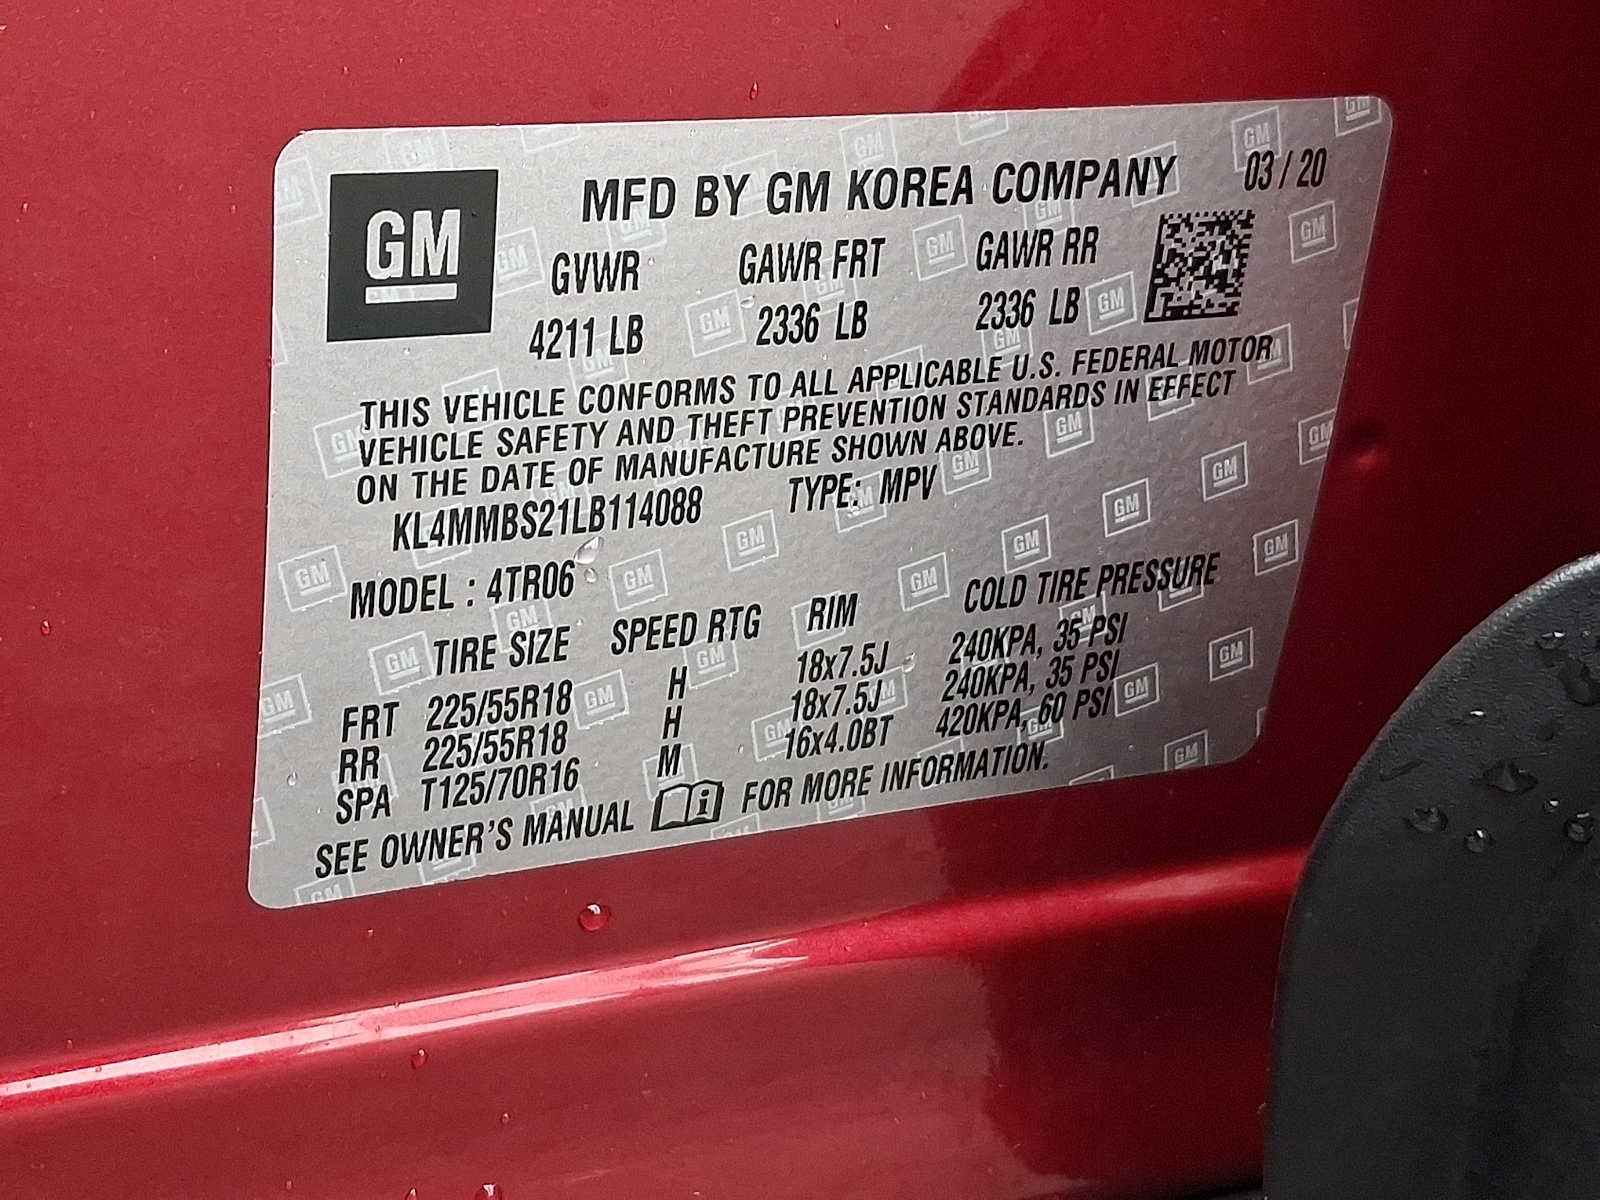 GM
MFD BY GM KOREA COMPANY 03/20
GVWR GAWR FRT GAWR RR
4211 LB 2336 LB 2336 LB
THIS VEHICLE CONFORMS TO ALL APPLICABLE U.S. FEDERAL MOTOR
VEHICLE SAFETY AND THEFT PREVENTION STANDARDS IN EFFECT
ON THE DATE OF MANUFACTURE SHOWN ABOVE.
KL4MMBS21LB114088 TYPE: MPV
MODEL : 4TR06
TIRE SIZE SPEED RTG RIM COLD TIRE PRESSURE
FRT 225/55R18 H 18x7.5J 240KPA, 35 PSI
RR 225/55R18 H 18x7.5J 240KPA, 35 PSI
SPA T125/70R16 M 16x4.0BT 420KPA, 60 PSI
SEE OWNER'S MANUAL i FOR MORE INFORMATION.